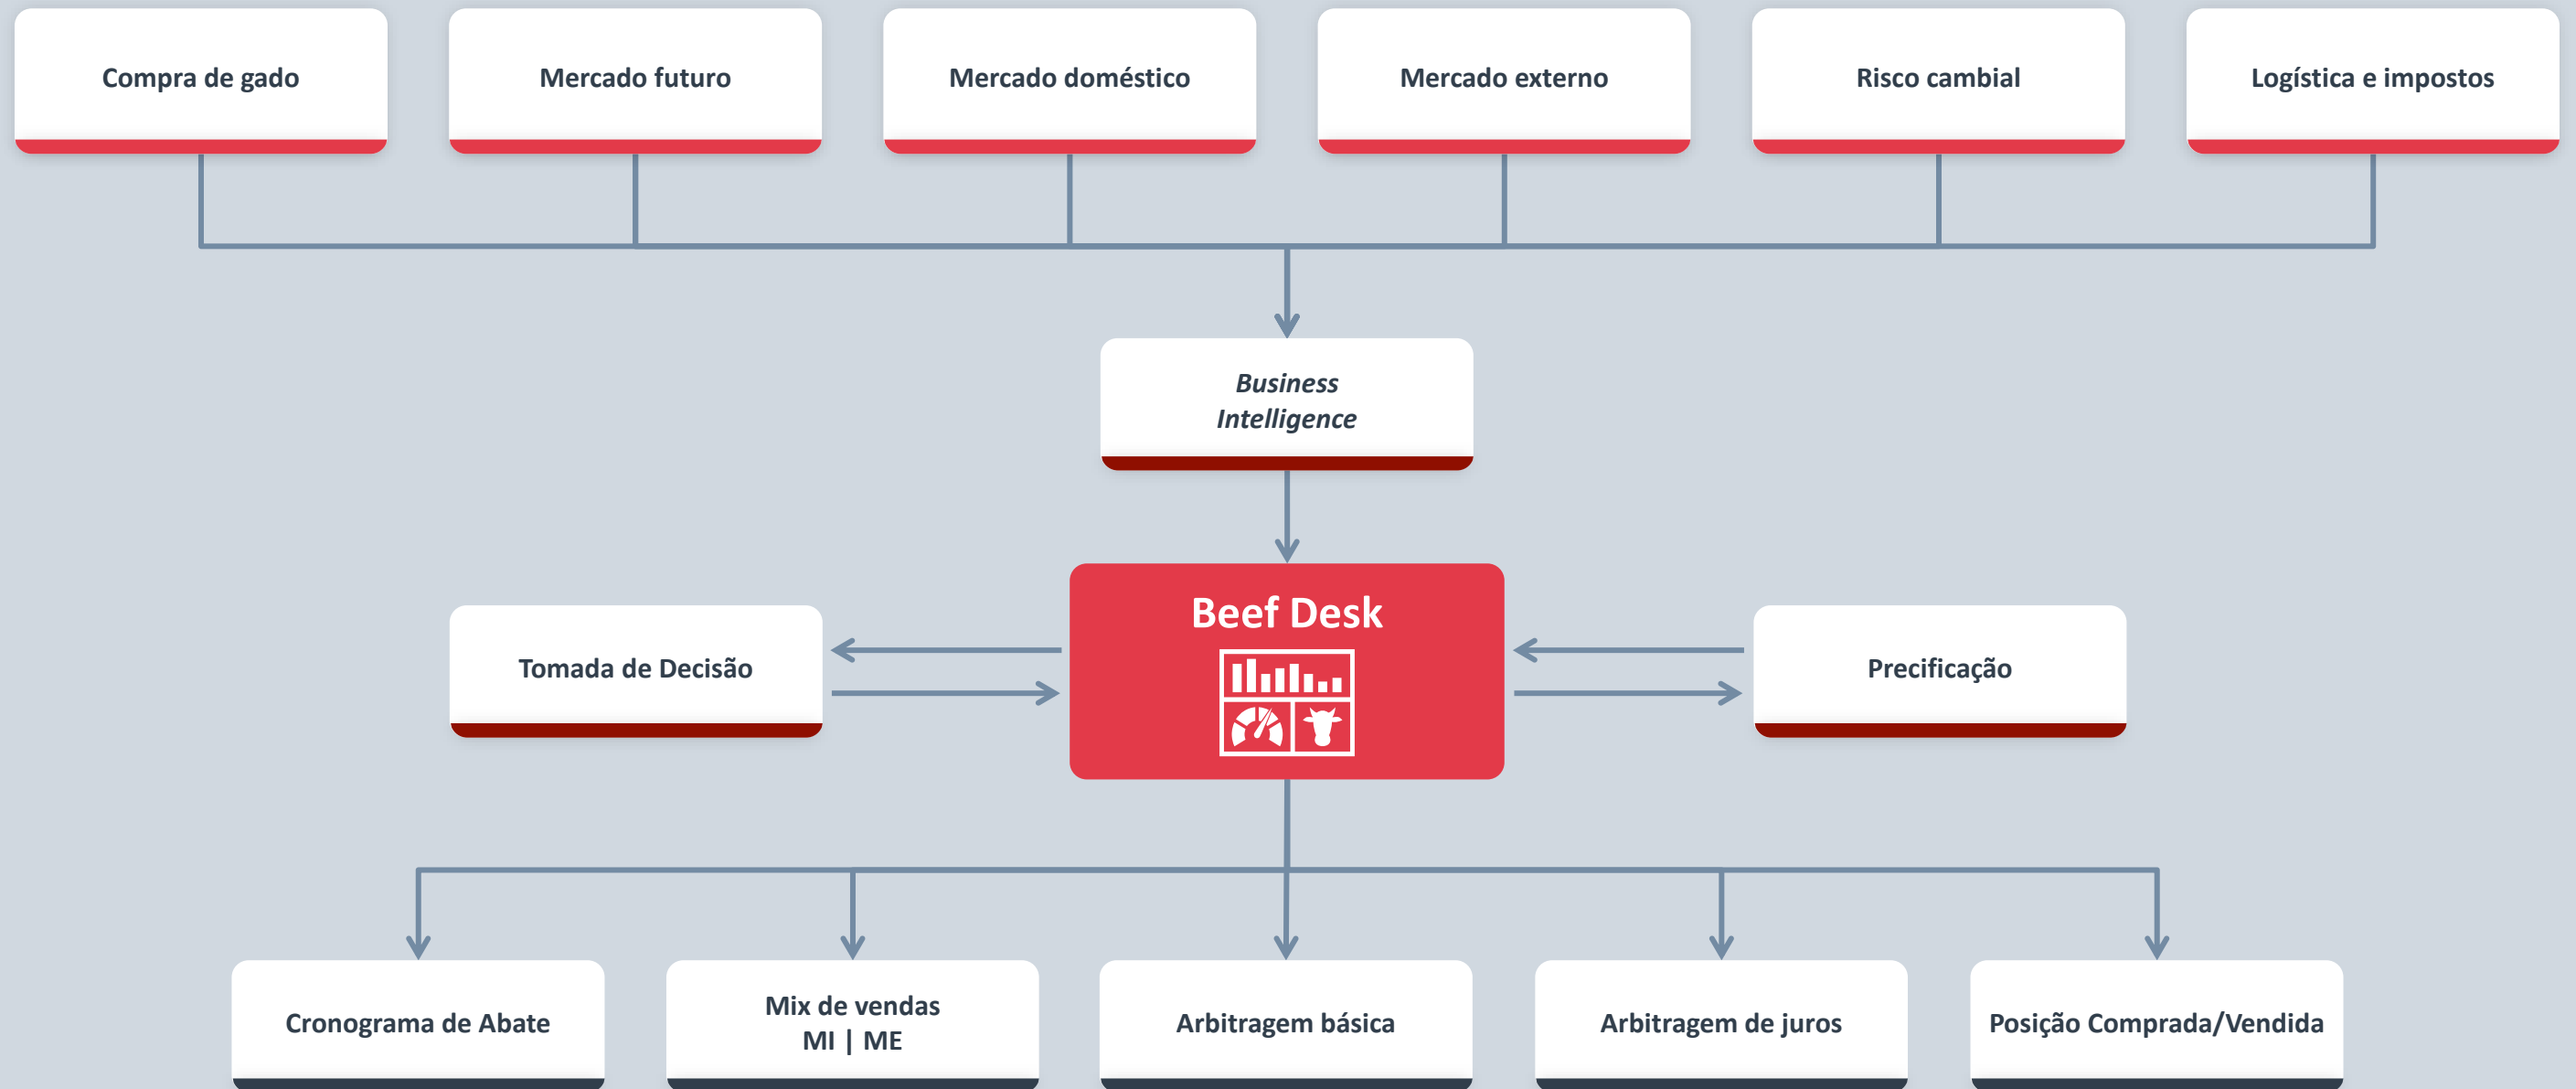 Compra de gado
Mercado futuro
Mercado doméstico
Mercado externo
Risco cambial
Logística e impostos
Business
Intelligence
Beef Desk
Tomada de Decisão
Precificação
Cronograma de Abate
Mix de vendas
MI | ME
Arbitragem básica
Arbitragem de juros
Posição Comprada/Vendida